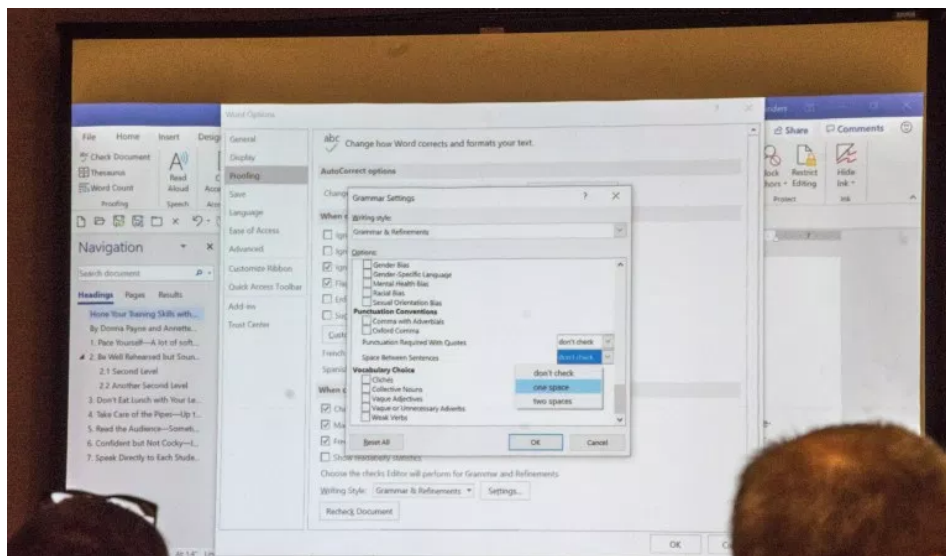 Word Options
File Home Insert Design
Share Comments
Check Document
Thesaurus
Word Count
Read
Aloud
Proofing Speech
Restrict
Editing
Hide
Ink
Protect Ink
Navigation
Search document
Headings Pages Results
Hone Your Training Skills with...
By Donna Payne and Annette...
1. Pace Yourself—A lot of soft...
2. Be Well Rehearsed but Soun...
2.1 Second Level
2.2 Another Second Level
3. Don't Eat Lunch with Your Le...
4. Take Care of the Pipes—Up t...
5. Read the Audience—Someti...
6. Confident but Not Cocky—I...
7. Speak Directly to Each Stude...
General
Display
Proofing
Save
Language
Ease of Access
Advanced
Customize Ribbon
Quick Access Toolbar
Add-ins
Trust Center
abc Change how Word corrects and formats your text.
AutoCorrect options
Grammar Settings ? ×
Writing style:
Grammar & Refinements
Options:
Gender Bias
Gender-Specific Language
Mental Health Bias
Racial Bias
Sexual Orientation Bias
Punctuation Conventions
Comma with Adverbials
Oxford Comma
Punctuation Required With Quotes don't check
Space Between Sentences don't check
don't check
one space
two spaces
Vocabulary Choice
Clichés
Collective Nouns
Vague Adjectives
Vague or Unnecessary Adverbs
Weak Verbs
Reset All OK Cancel
Show readability statistics
Choose the checks Editor will perform for Grammar and Refinements
Writing Style: Grammar & Refinements Settings...
Recheck Document
OK